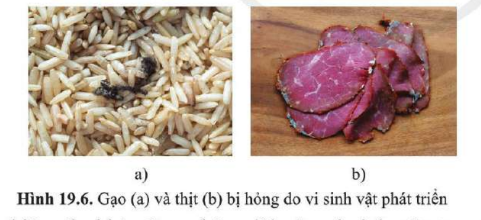 a) b)
Hình 19.6. Gạo (a) và thịt (b) bị hỏng do vi sinh vật phát triển